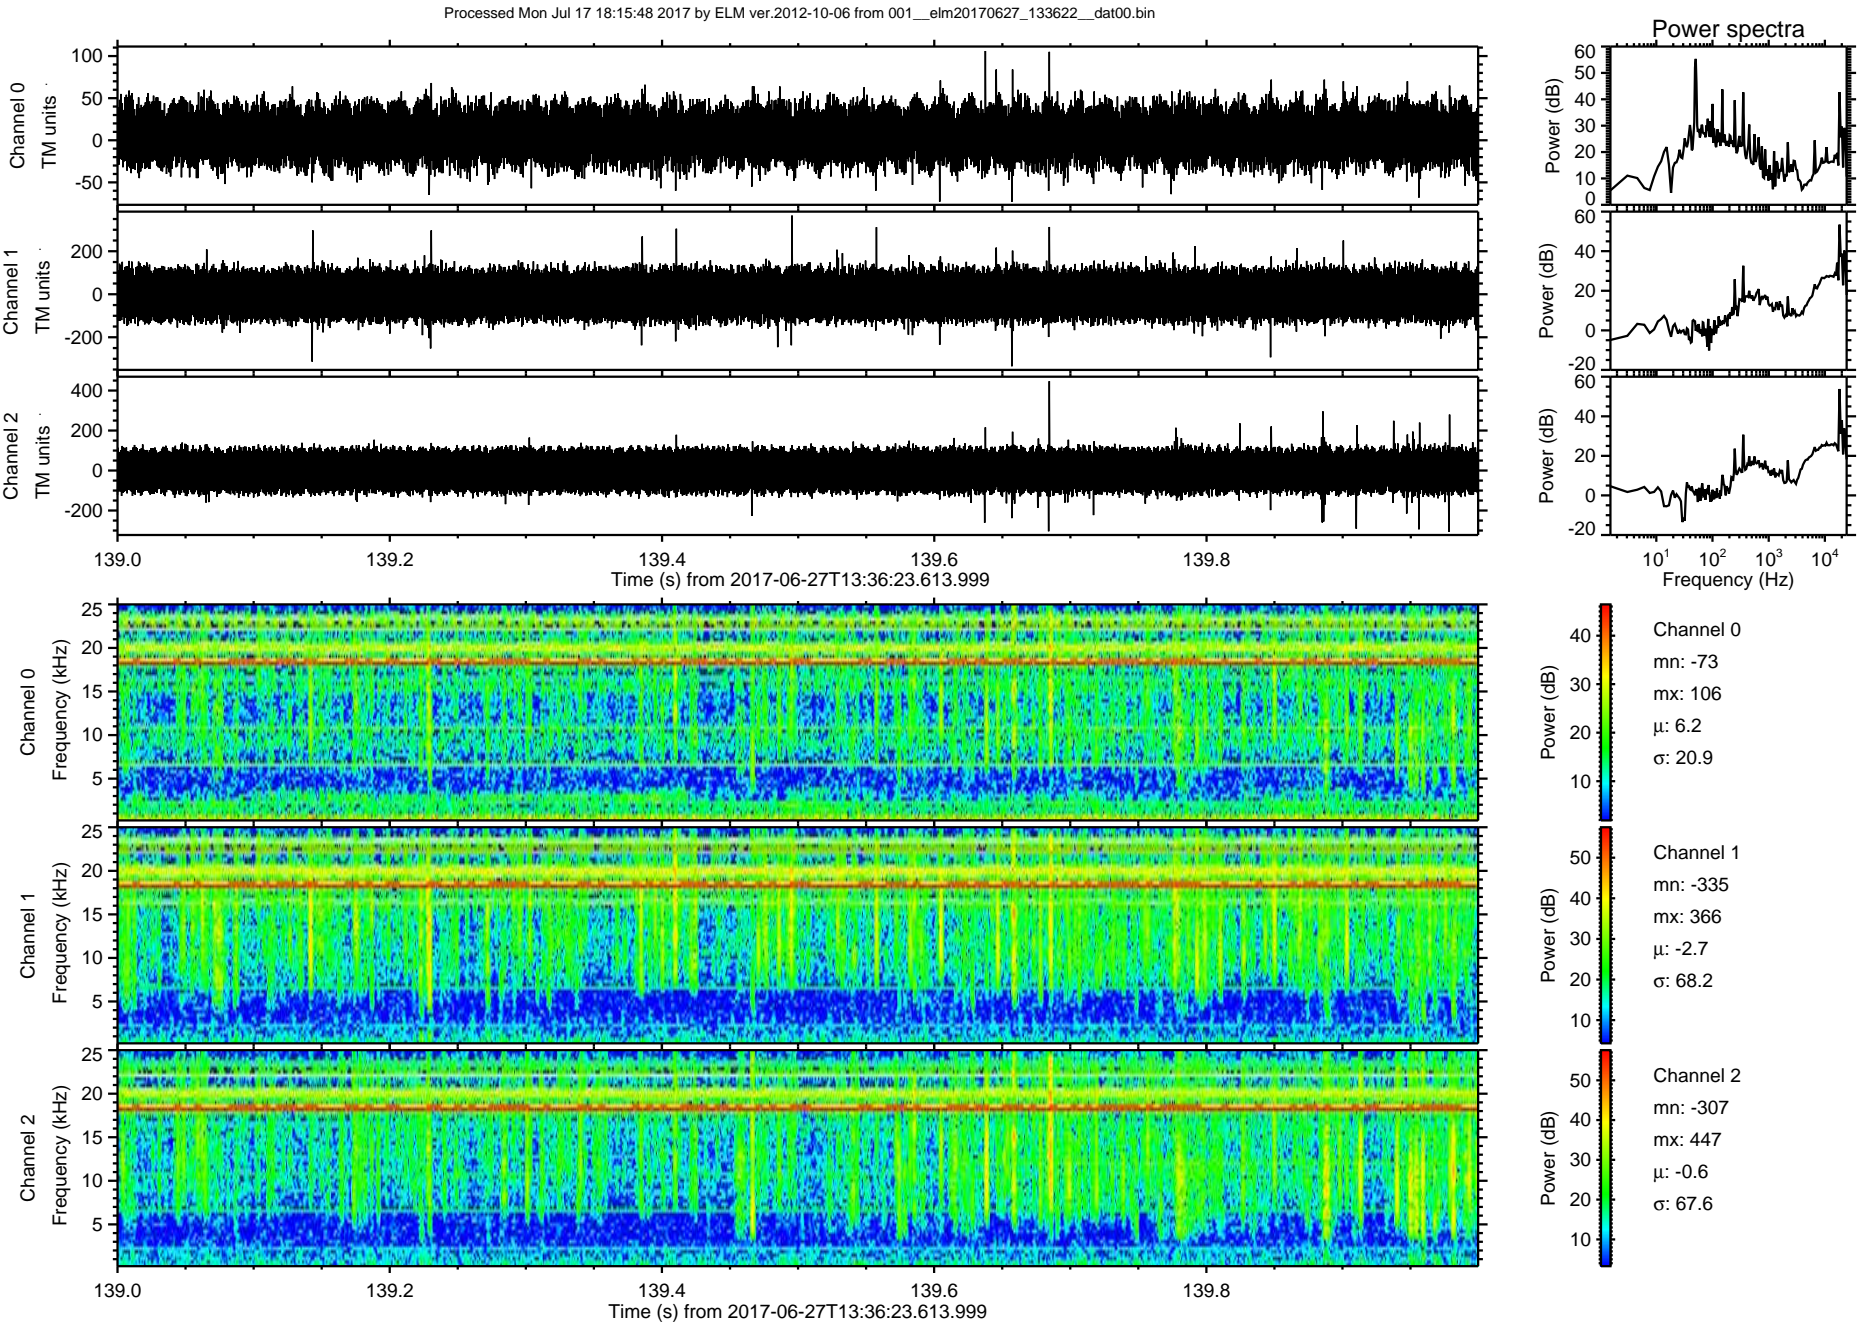 Processed Mon Jul 17 18:15:48 2017 by ELM ver.2012-10-06 from 001__elm20170627_133622__dat00.bin
Power spectra
Channel 0
TM units
100
50
0
-50
Power (dB)
60
50
40
30
20
10
0
Channel 1
TM units
200
0
-200
Power (dB)
60
40
20
0
-20
Channel 2
TM units
400
200
0
-200
Power (dB)
60
40
20
0
-20
139.0 139.2 139.4 139.6 139.8
Time (s) from 2017-06-27T13:36:23.613.999
10^1 10^2 10^3 10^4
Frequency (Hz)
Channel 0
Frequency (kHz)
25
20
15
10
5
Power (dB)
40
30
20
10
Channel 0
mn: -73
mx: 106
μ: 6.2
σ: 20.9
Channel 1
Frequency (kHz)
25
20
15
10
5
Power (dB)
50
40
30
20
10
Channel 1
mn: -335
mx: 366
μ: -2.7
σ: 68.2
Channel 2
Frequency (kHz)
25
20
15
10
5
Power (dB)
50
40
30
20
10
Channel 2
mn: -307
mx: 447
μ: -0.6
σ: 67.6
139.0 139.2 139.4 139.6 139.8
Time (s) from 2017-06-27T13:36:23.613.999